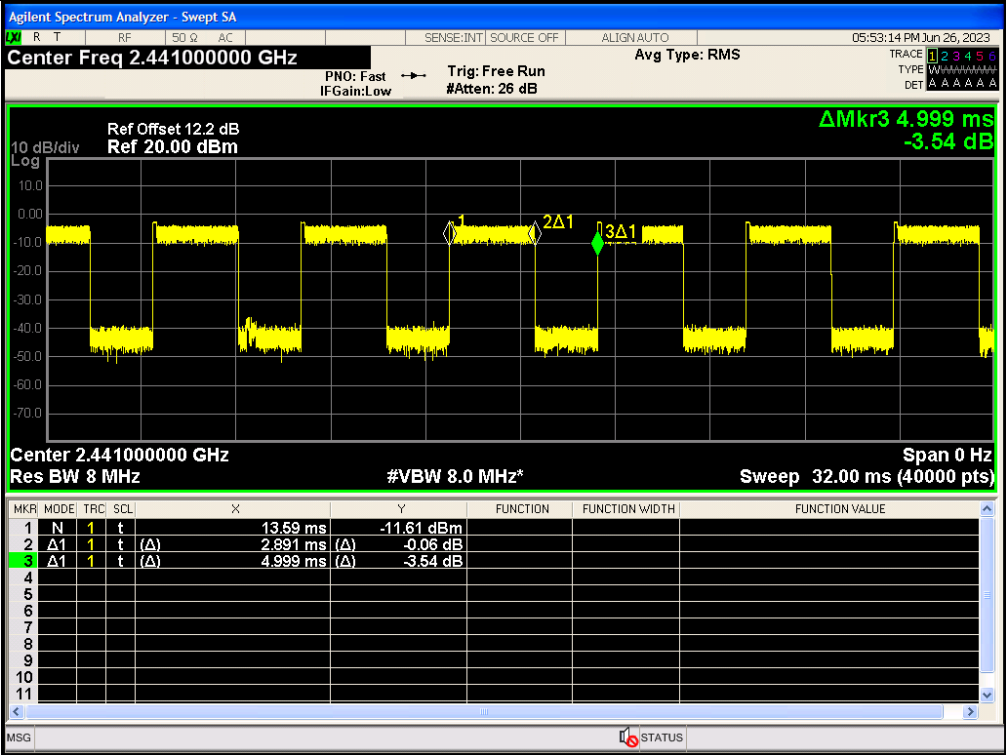 Agilent Spectrum Analyzer - Swept SA
LXI R T RF 50 Ω AC SENSE:INT SOURCE OFF ALIGN AUTO 05:53:14 PM Jun 26, 2023
Center Freq 2.441000000 GHz
Avg Type: RMS
TRACE 1 2 3 4 5 6
PNO: Fast
Trig: Free Run
TYPE W
IFGain:Low
#Atten: 26 dB
DET A A A A A A
ΔMkr3 4.999 ms
-3.54 dB
Ref Offset 12.2 dB
10 dB/div Ref 20.00 dBm
Log
10.0
0.00
-10.0
-20.0
-30.0
-40.0
-50.0
-60.0
-70.0
1
2Δ1
3Δ1
Center 2.441000000 GHz Span 0 Hz
Res BW 8 MHz #VBW 8.0 MHz* Sweep 32.00 ms (40000 pts)
MKR MODE TRC SCL X Y FUNCTION FUNCTION WIDTH FUNCTION VALUE
1 N 1 t 13.59 ms -11.61 dBm
2 Δ1 1 t (Δ) 2.891 ms (Δ) -0.06 dB
3 Δ1 1 t (Δ) 4.999 ms (Δ) -3.54 dB
4
5
6
7
8
9
10
11
MSG STATUS